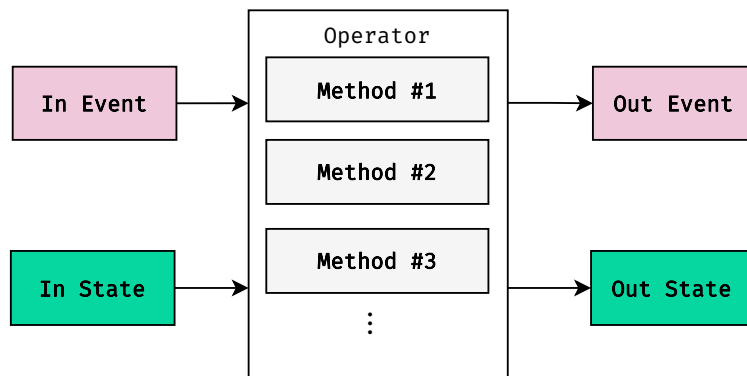 Operator
In Event
Method #1
Out Event
Method #2
In State
Method #3
Out State
⋮